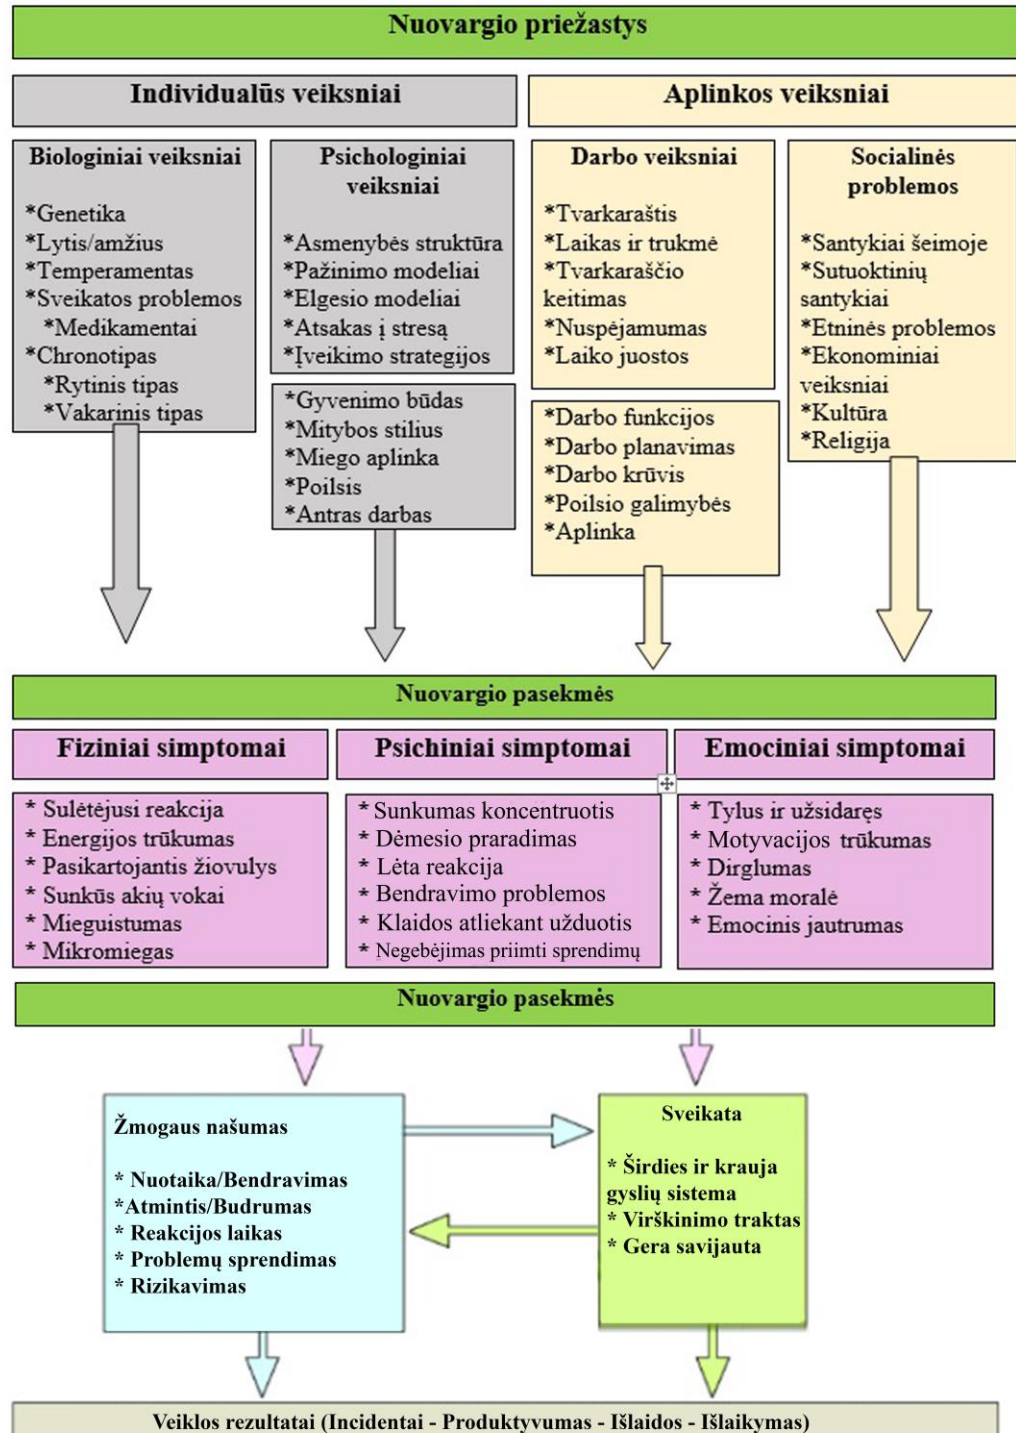 Nuovargio priežastys
Individualūs veiksniai
Aplinkos veiksniai
Biologiniai veiksniai
*Genetika
*Lytis/amžius
*Temperamentas
*Sveikatos problemos
*Medikamentai
*Chronotipas
*Rytinis tipas
*Vakarinis tipas
Psichologiniai
veiksniai
*Asmenybės struktūra
*Pažinimo modeliai
*Elgesio modeliai
*Atsakas į stresą
*Įveikimo strategijos
*Gyvenimo būdas
*Mitybos stilius
*Miego aplinka
*Poilsis
*Antras darbas
Darbo veiksniai
*Tvarkaraštis
*Laikas ir trukmė
*Tvarkaraščio
keitimas
*Nuspėjamumas
*Laiko juostos
*Darbo funkcijos
*Darbo planavimas
*Darbo krūvis
*Poilsio galimybės
*Aplinka
Socialinės
problemos
*Santykiai šeimoje
*Sutuoktinių
santykiai
*Etninės problemos
*Ekonominiai
veiksniai
*Kultūra
*Religija
Nuovargio pasekmės
Fiziniai simptomai
* Sulėtėjusi reakcija
* Energijos trūkumas
* Pasikartojantis žiovulys
* Sunkūs akių vokai
* Mieguistumas
* Mikromiegas
Psichiniai simptomai
* Sunkumas koncentruotis
* Dėmesio praradimas
* Lėta reakcija
* Bendravimo problemos
* Klaidos atliekant užduotis
* Negebėjimas priimti sprendimų
Emociniai simptomai
* Tylus ir užsidaręs
* Motyvacijos trūkumas
* Dirglumas
* Žema moralė
* Emocinis jautrumas
Nuovargio pasekmės
Žmogaus našumas
* Nuotaika/Bendravimas
*Atmintis/Budrumas
* Reakcijos laikas
* Problemų sprendimas
* Rizikavimas
Sveikata
* Širdies ir krauja
gyslių sistema
* Virškinimo traktas
* Gera savijauta
Veiklos rezultatai (Incidentai - Produktyvumas - Išlaidos - Išlaikymas)